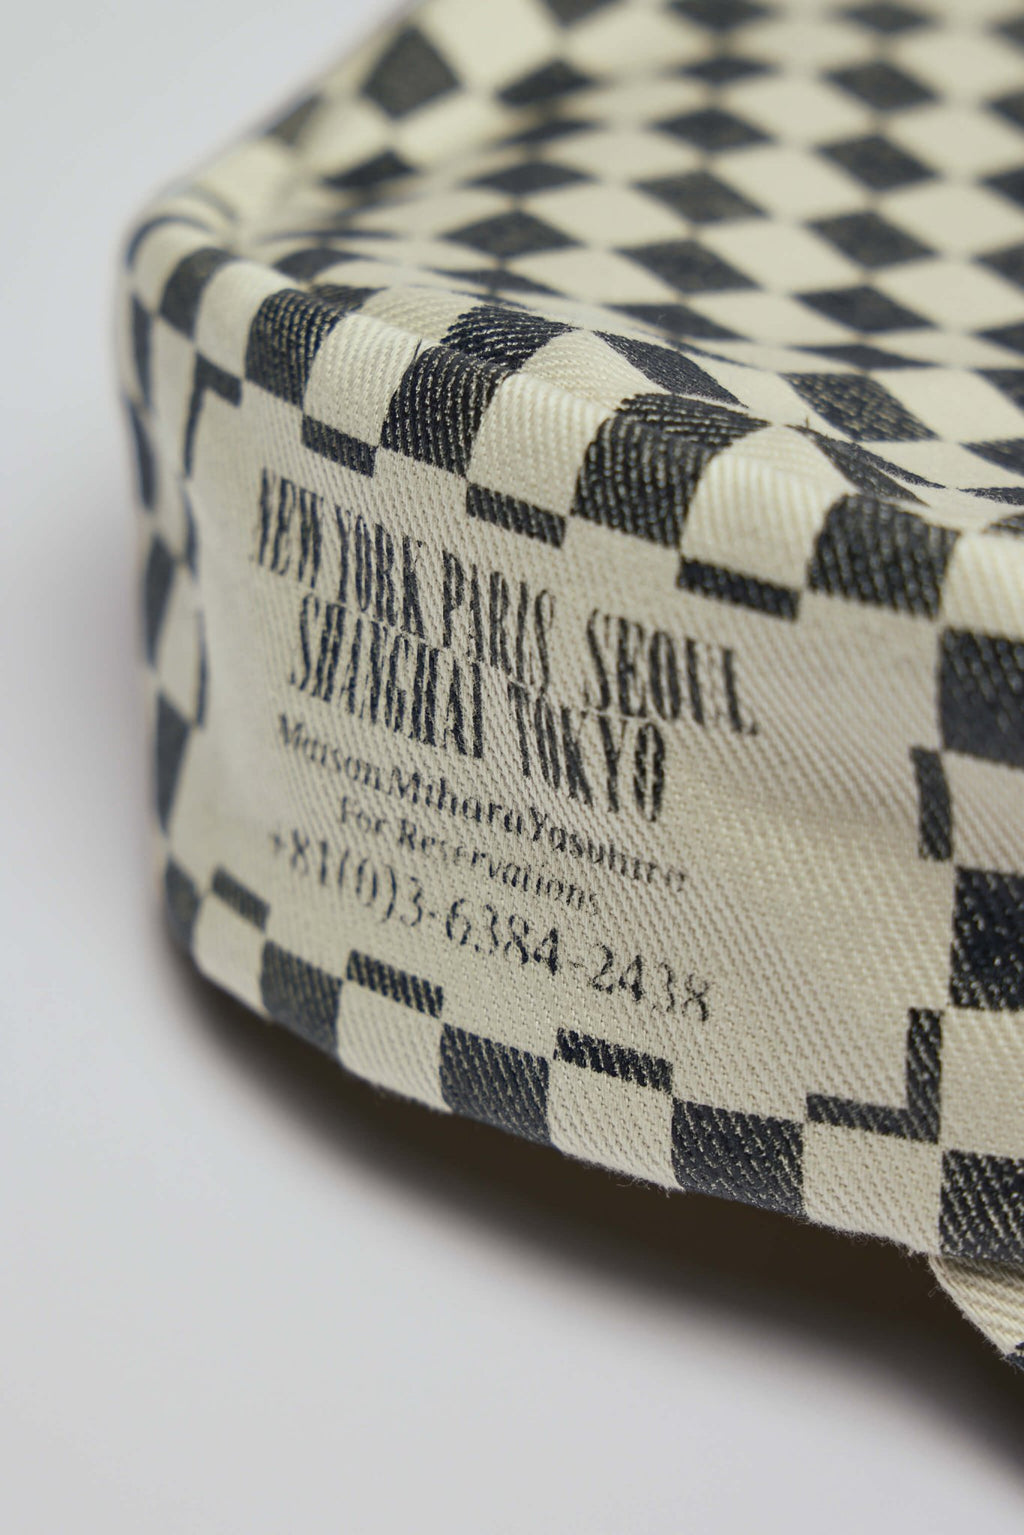 NEW YORK PARIS SEOUL
SHANGHAI TOKYO
MaisonMiharaYasuhiro
For Reservations
+81(0)3-6384-2438